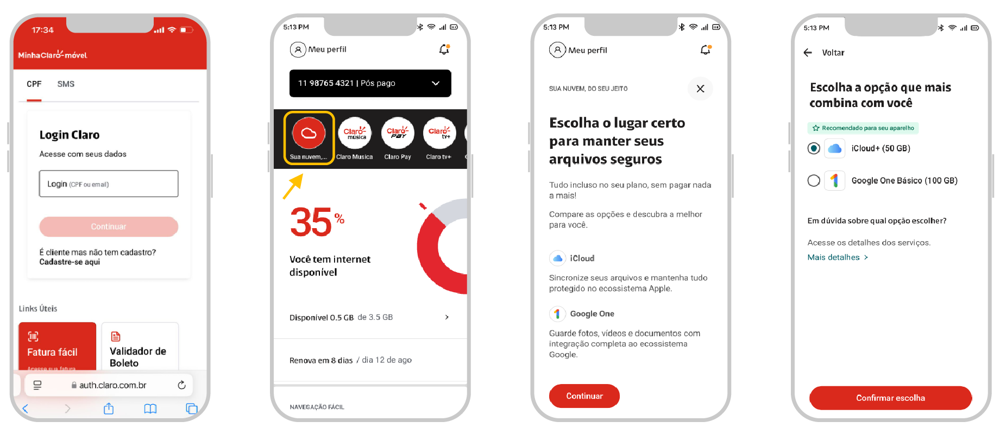 17:34
MinhaClaro móvel
CPF SMS
Login Claro
Acesse com seus dados
Login (CPF ou email)
Continuar
É cliente mas não tem cadastro?
Cadastre-se aqui
Links Úteis
Fatura fácil
Acesse sua fatura
Validador de
Boleto
auth.claro.com.br
5:13 PM
Meu perfil
11 98765 4321 | Pós pago
Claro música
Claro PAY
Claro tv+
Sua nuvem,... Claro Musica Claro Pay Claro tv+
35%
Você tem internet
disponível
Disponível 0.5 GB de 3.5 GB
Renova em 8 dias / dia 12 de ago
NAVEGAÇÃO FÁCIL
5:13 PM
Meu perfil
SUA NUVEM, DO SEU JEITO
Escolha o lugar certo
para manter seus
arquivos seguros
Tudo incluso no seu plano, sem pagar nada
a mais!
Compare as opções e descubra a melhor
para você.
iCloud
Sincronize seus arquivos e mantenha tudo
protegido no ecossistema Apple.
Google One
Guarde fotos, vídeos e documentos com
integração completa ao ecossistema
Google.
Continuar
5:13 PM
Voltar
Escolha a opção que mais
combina com você
Recomendado para seu aparelho
iCloud+ (50 GB)
Google One Básico (100 GB)
Em dúvida sobre qual opção escolher?
Acesse os detalhes dos serviços.
Mais detalhes >
Confirmar escolha